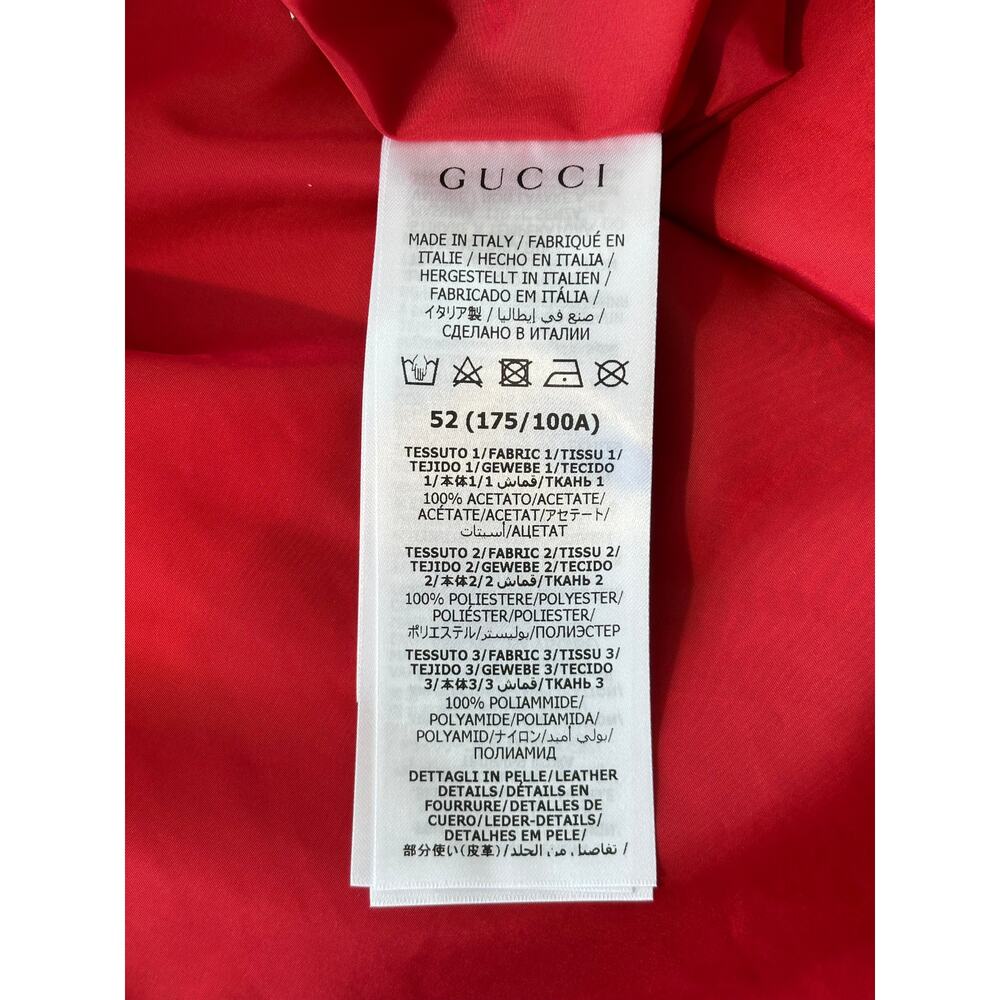 GUCCI
MADE IN ITALY / FABRIQUÉ EN
ITALIE / HECHO EN ITALIA /
HERGESTELLT IN ITALIEN /
FABRICADO EM ITÁLIA /
イタリア製 / صنع في إيطاليا /
СДЕЛАНО В ИТАЛИИ
52 (175/100A)
TESSUTO 1/FABRIC 1/TISSU 1/
TEJIDO 1/GEWEBE 1/TECIDO
1/本体1/1 قماش/ТКАНЬ 1
100% ACETATO/ACETATE/
ACÉTATE/ACETAT/アセテート/
أسيتات/АЦЕТАТ
TESSUTO 2/FABRIC 2/TISSU 2/
TEJIDO 2/GEWEBE 2/TECIDO
2/本体2/2 قماش/ТКАНЬ 2
100% POLIESTERE/POLYESTER/
POLIÉSTER/POLIESTER/
ポリエステル/بوليستر/ПОЛИЭСТЕР
TESSUTO 3/FABRIC 3/TISSU 3/
TEJIDO 3/GEWEBE 3/TECIDO
3/本体3/3 قماش/ТКАНЬ 3
100% POLIAMMIDE/
POLYAMIDE/POLIAMIDA/
POLYAMID/ナイロン/بولي أميد/
ПОЛИАМИД
DETTAGLI IN PELLE/LEATHER
DETAILS/DÉTAILS EN
FOURRURE/DETALLES DE
CUERO/LEDER-DETAILS/
DETALHES EM PELE/
部分使い(皮革)/تفاصيل من الجلد /